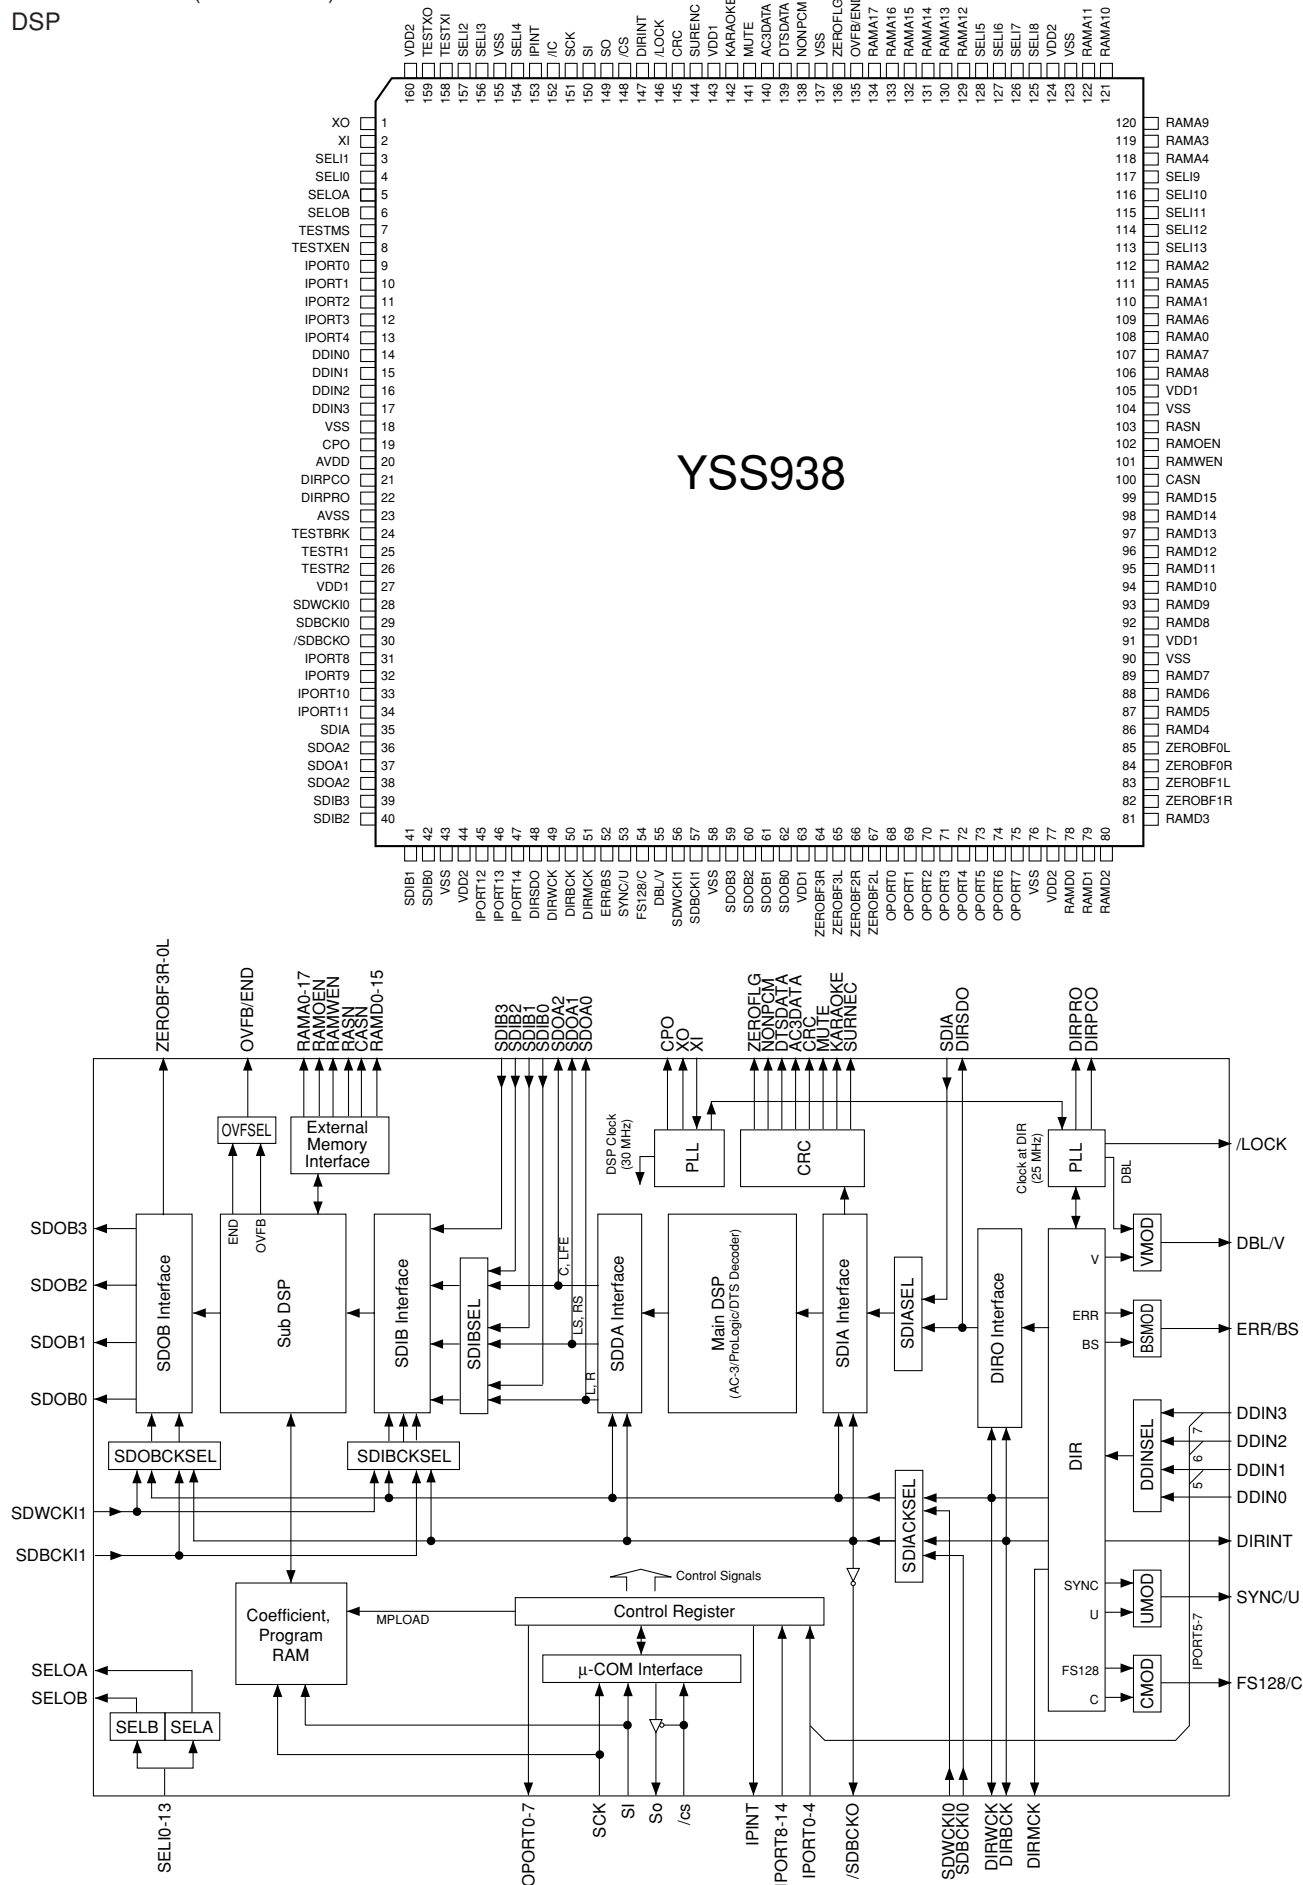 DSP
VDD2
TESTXO
TESTXI
SELI2
SELI3
VSS
SELI4
IPINT
/IC
SCK
SI
SO
/CS
DIRINT
/LOCK
CRC
SURENC
VDD1
KARAOKE
MUTE
AC3DATA
DTSDATA
NONPCM
VSS
ZEROFLG
OVFB/END
RAMA17
RAMA16
RAMA15
RAMA14
RAMA13
RAMA12
SELI5
SELI6
SELI7
SELI8
VDD2
VSS
RAMA11
RAMA10
160 159 158 157 156 155 154 153 152 151 150 149 148 147 146 145 144 143 142 141 140 139 138 137 136 135 134 133 132 131 130 129 128 127 126 125 124 123 122 121
XO 1
XI 2
SELI1 3
SELI0 4
SELOA 5
SELOB 6
TESTMS 7
TESTXEN 8
IPORT0 9
IPORT1 10
IPORT2 11
IPORT3 12
IPORT4 13
DDIN0 14
DDIN1 15
DDIN2 16
DDIN3 17
VSS 18
CPO 19
AVDD 20
DIRPCO 21
DIRPRO 22
AVSS 23
TESTBRK 24
TESTR1 25
TESTR2 26
VDD1 27
SDWCKI0 28
SDBCKI0 29
/SDBCKO 30
IPORT8 31
IPORT9 32
IPORT10 33
IPORT11 34
SDIA 35
SDOA2 36
SDOA1 37
SDOA2 38
SDIB3 39
SDIB2 40
YSS938
120 RAMA9
119 RAMA3
118 RAMA4
117 SELI9
116 SELI10
115 SELI11
114 SELI12
113 SELI13
112 RAMA2
111 RAMA5
110 RAMA1
109 RAMA6
108 RAMA0
107 RAMA7
106 RAMA8
105 VDD1
104 VSS
103 RASN
102 RAMOEN
101 RAMWEN
100 CASN
99 RAMD15
98 RAMD14
97 RAMD13
96 RAMD12
95 RAMD11
94 RAMD10
93 RAMD9
92 RAMD8
91 VDD1
90 VSS
89 RAMD7
88 RAMD6
87 RAMD5
86 RAMD4
85 ZEROBF0L
84 ZEROBF0R
83 ZEROBF1L
82 ZEROBF1R
81 RAMD3
41 42 43 44 45 46 47 48 49 50 51 52 53 54 55 56 57 58 59 60 61 62 63 64 65 66 67 68 69 70 71 72 73 74 75 76 77 78 79 80
SDIB1
SDIB0
VSS
VDD2
IPORT12
IPORT13
IPORT14
DIRSDO
DIRWCK
DIRBCK
DIRMCK
ERR/BS
SYNC/U
FS128/C
DBL/V
SDWCKI1
SDBCKI1
VSS
SDOB3
SDOB2
SDOB1
SDOB0
VDD1
ZEROBF3R
ZEROBF3L
ZEROBF2R
ZEROBF2L
OPORT0
OPORT1
OPORT2
OPORT3
OPORT4
OPORT5
OPORT6
OPORT7
VSS
VDD2
RAMD0
RAMD1
RAMD2
ZEROBF3R-0L
OVFB/END
RAMA0-17
RAMOEN
RAMWEN
RASN
CASN
RAMD0-15
SDIB3
SDIB2
SDIB1
SDIB0
SDOA2
SDOA1
SDOA0
CPO
XO
XI
ZEROFLG
NONPCM
DTSDATA
AC3DATA
CRC
MUTE
KARAOKE
SURNEC
SDIA
DIRSDO
DIRPRO
DIRPCO
OVFSEL
External
Memory
Interface
DSP Clock
(30 MHz)
PLL
CRC
Clock at DIR
(25 MHz)
PLL
DBL
/LOCK
SDOB3
SDOB2
SDOB1
SDOB0
SDOB Interface
END
OVFB
Sub DSP
SDIB Interface
SDIBSEL
C, LFE
LS, RS
L, R
SDDA Interface
Main DSP
(AC-3/ProLogic/DTS Decoder)
SDIA Interface
SDIASEL
DIRO Interface
DIR
V
VMOD
DBL/V
ERR
BS
BSMOD
ERR/BS
DDINSEL
DDIN3
DDIN2
DDIN1
DDIN0
7
6
5
SDOBCKSEL
SDIBCKSEL
SDIACKSEL
SDWCKI1
SDBCKI1
DIRINT
Control Signals
Coefficient,
Program
RAM
MPLOAD
Control Register
μ-COM Interface
SYNC
U
UMOD
SYNC/U
IPORT5-7
FS128
C
CMOD
FS128/C
SELOA
SELOB
SELB
SELA
SELI0-13
OPORT0-7
SCK
SI
So
/cs
IPINT
IPORT8-14
IPORT0-4
/SDBCKO
SDWCKI0
SDBCKI0
DIRWCK
DIRBCK
DIRMCK